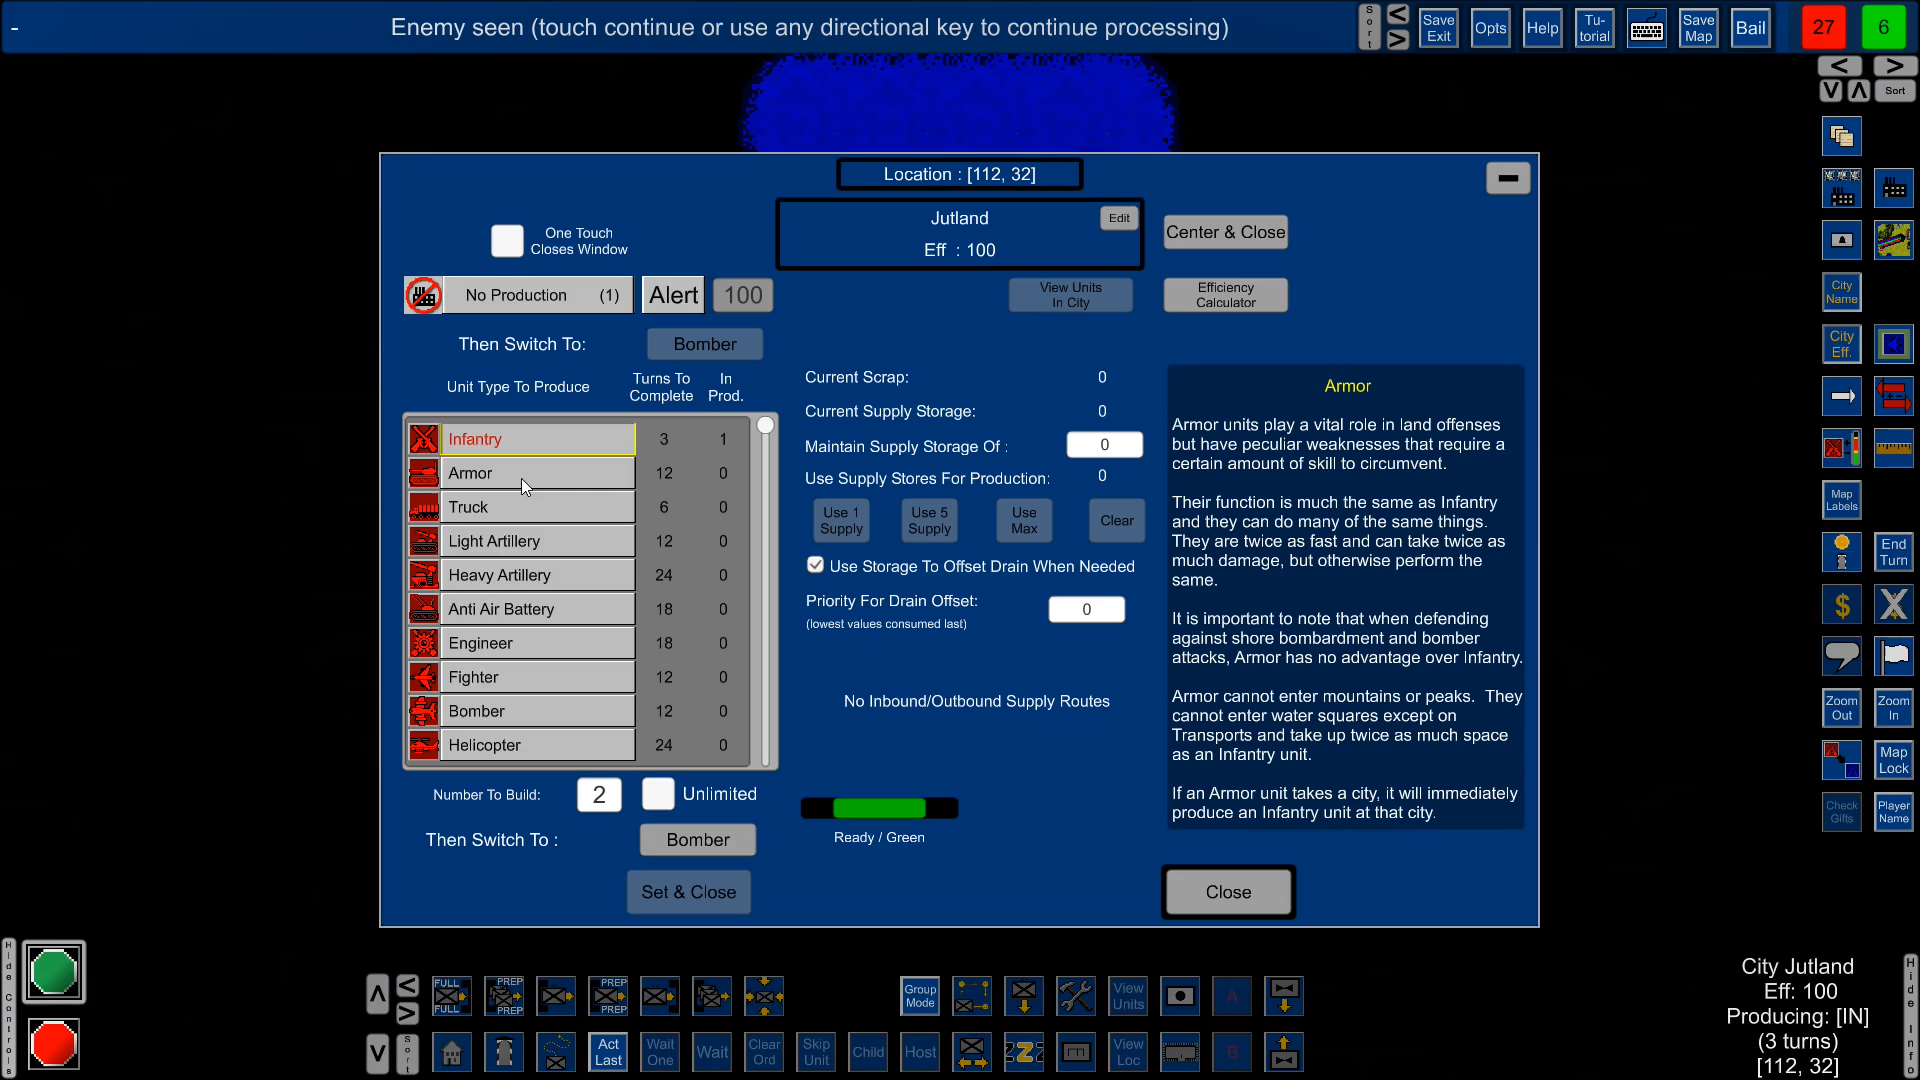 -
Enemy seen (touch continue or use any directional key to continue processing)
Sort
<
>
Save
Exit
Opts
Help
Tu-
torial
Save
Map
Bail
27
6
<
>
V
Λ
Sort
Location : [112, 32]
Jutland
Edit
Eff : 100
One Touch
Closes Window
Center & Close
No Production (1)
Alert
100
View Units
In City
Efficiency
Calculator
Then Switch To:
Bomber
Unit Type To Produce
Turns To
Complete
In
Prod.
Infantry 3 1
Armor 12 0
Truck 6 0
Light Artillery 12 0
Heavy Artillery 24 0
Anti Air Battery 18 0
Engineer 18 0
Fighter 12 0
Bomber 12 0
Helicopter 24 0
Number To Build:
2
Unlimited
Then Switch To :
Bomber
Set & Close
Current Scrap: 0
Current Supply Storage: 0
Maintain Supply Storage Of : 0
Use Supply Stores For Production: 0
Use 1
Supply
Use 5
Supply
Use
Max
Clear
Use Storage To Offset Drain When Needed
Priority For Drain Offset:
(lowest values consumed last)
0
No Inbound/Outbound Supply Routes
Ready / Green
Armor
Armor units play a vital role in land offenses
but have peculiar weaknesses that require a
certain amount of skill to circumvent.
Their function is much the same as Infantry
and they can do many of the same things.
They are twice as fast and can take twice as
much damage, but otherwise perform the
same.
It is important to note that when defending
against shore bombardment and bomber
attacks, Armor has no advantage over Infantry.
Armor cannot enter mountains or peaks. They
cannot enter water squares except on
Transports and take up twice as much space
as an Infantry unit.
If an Armor unit takes a city, it will immediately
produce an Infantry unit at that city.
Close
City
Name
City
Eff.
Map
Labels
End
Turn
$
Zoom
Out
Zoom
In
Map
Lock
Check
Gifts
Player
Name
Hide Controls
Λ
<
>
FULL
FULL
PREP
PREP
PREP
Group
Mode
View
Units
A
V
Sort
Act
Last
Wait
One
Wait
Clear
Ord
Skip
Unit
Child
Host
ZZZ
View
Loc
B
City Jutland
Eff: 100
Producing: [IN]
(3 turns)
[112, 32]
Hide Info